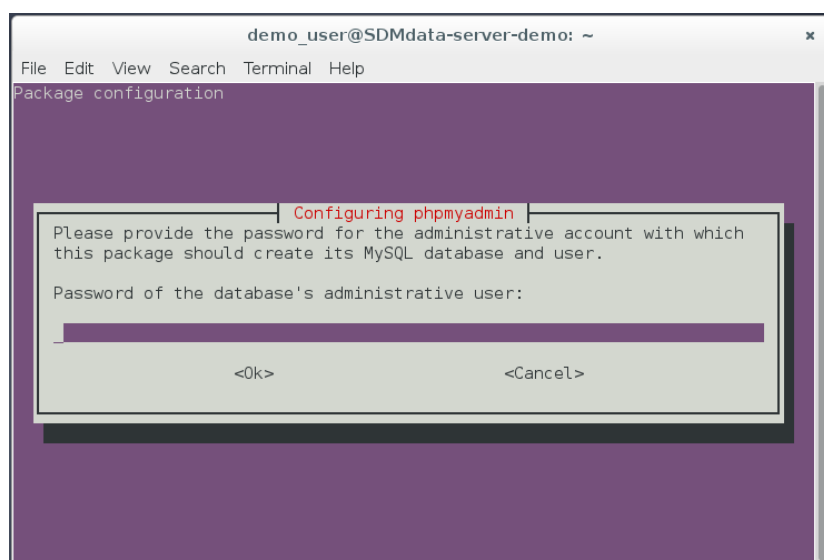 demo_user@SDMdata-server-demo: ~ ×
File Edit View Search Terminal Help
Package configuration
Configuring phpmyadmin
Please provide the password for the administrative account with which
this package should create its MySQL database and user.
Password of the database's administrative user:
_
<Ok> <Cancel>